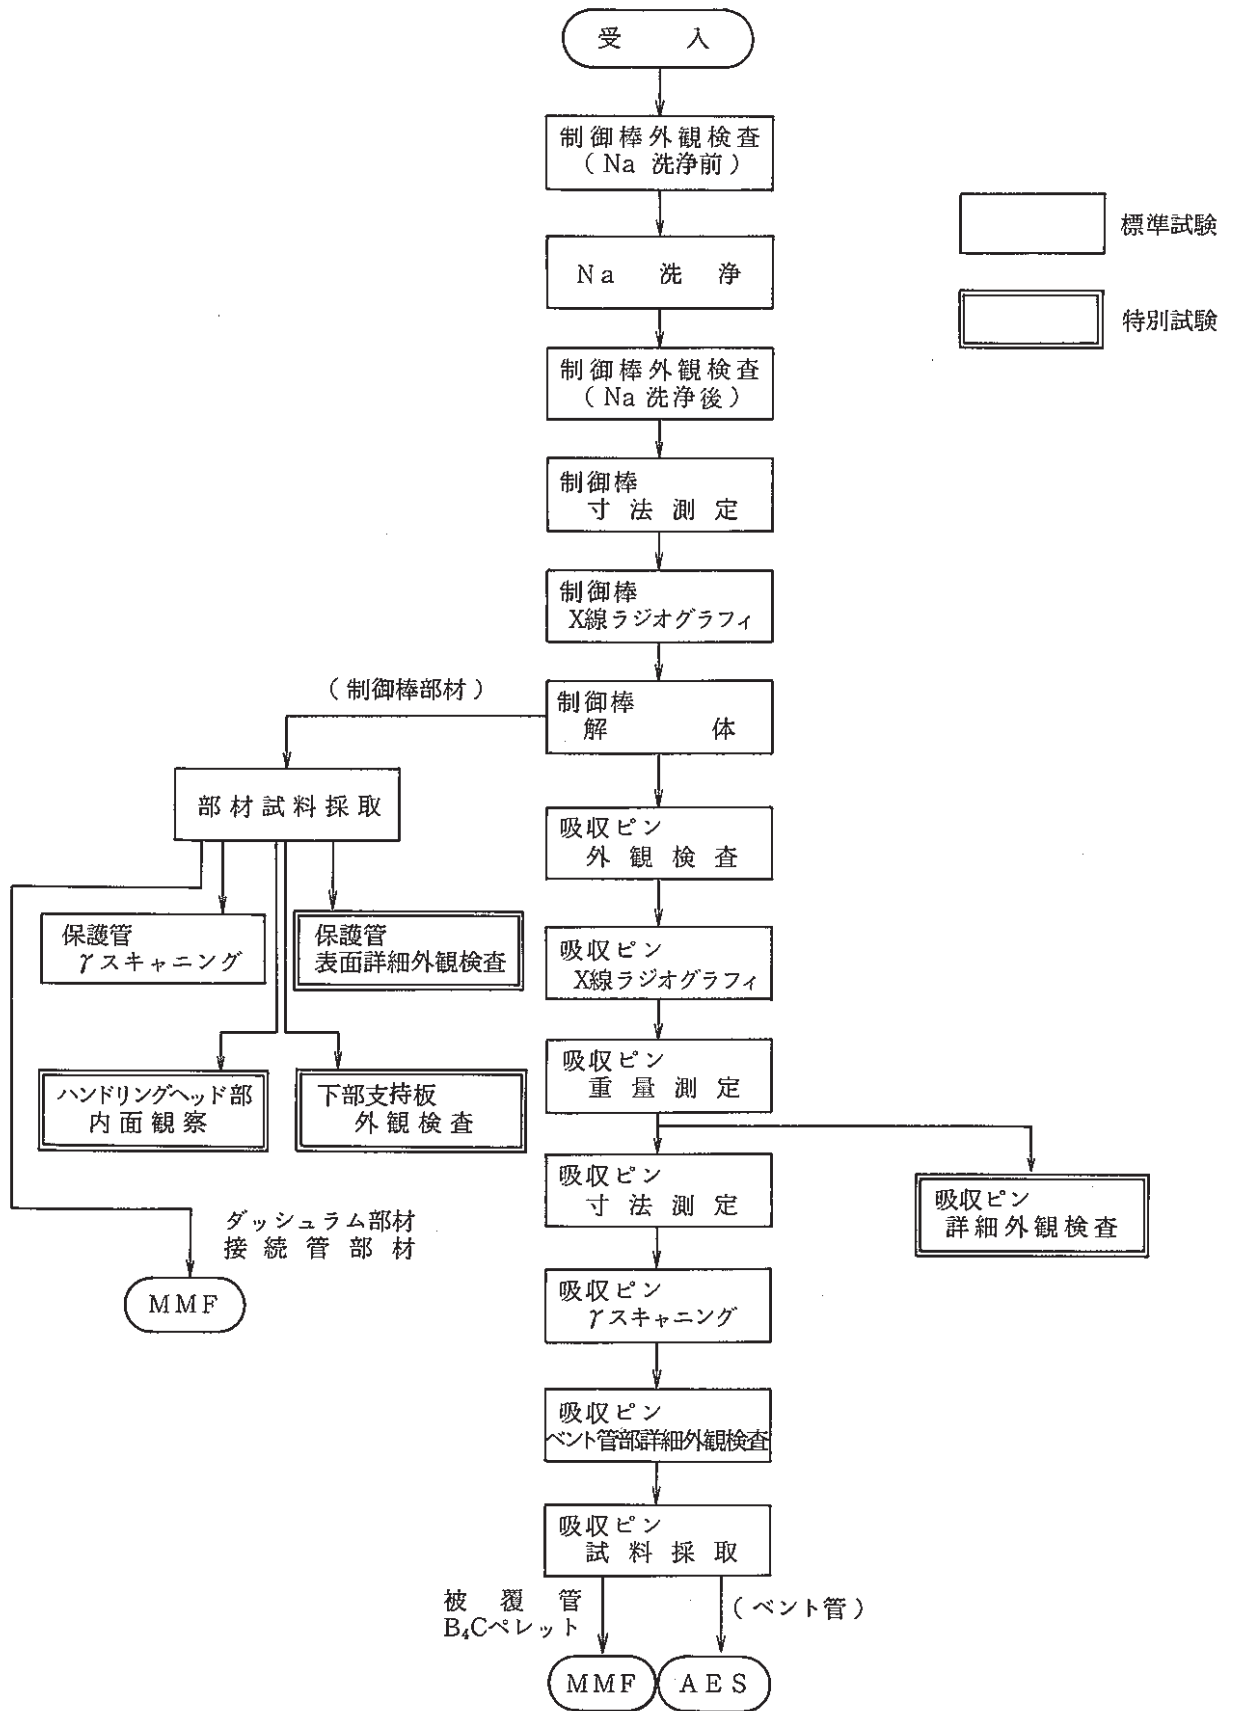 受入
制御棒外観検査
(Na 洗浄前)
標準試験
Na 洗浄
特別試験
制御棒外観検査
(Na 洗浄後)
制御棒
寸法測定
制御棒
X線ラジオグラフィ
(制御棒部材)
制御棒
解体
部材試料採取
吸収ピン
外観検査
保護管
γスキャニング
保護管
表面詳細外観検査
吸収ピン
X線ラジオグラフィ
吸収ピン
重量測定
ハンドリングヘッド部
内面観察
下部支持板
外観検査
吸収ピン
寸法測定
吸収ピン
詳細外観検査
ダッシュラム部材
接続管部材
MMF
吸収ピン
γスキャニング
吸収ピン
ベント管部詳細外観検査
吸収ピン
試料採取
被覆管
B₄Cペレット
(ベント管)
MMF
AES